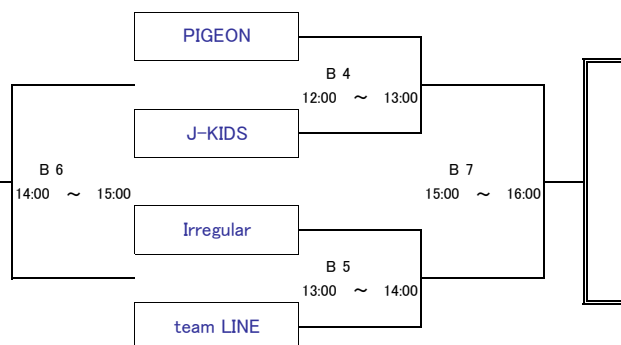 PIGEON
B 4
12:00 ～ 13:00
J-KIDS
B 6
14:00 ～ 15:00
B 7
15:00 ～ 16:00
Irregular
B 5
13:00 ～ 14:00
team LINE